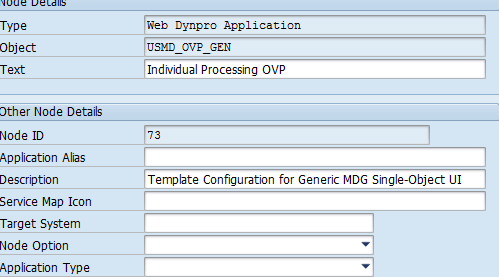 Node Details
Type Web Dynpro Application
Object USMD_OVP_GEN
Text Individual Processing OVP
Other Node Details
Node ID 73
Application Alias
Description Template Configuration for Generic MDG Single-Object UI
Service Map Icon
Target System
Node Option
Application Type